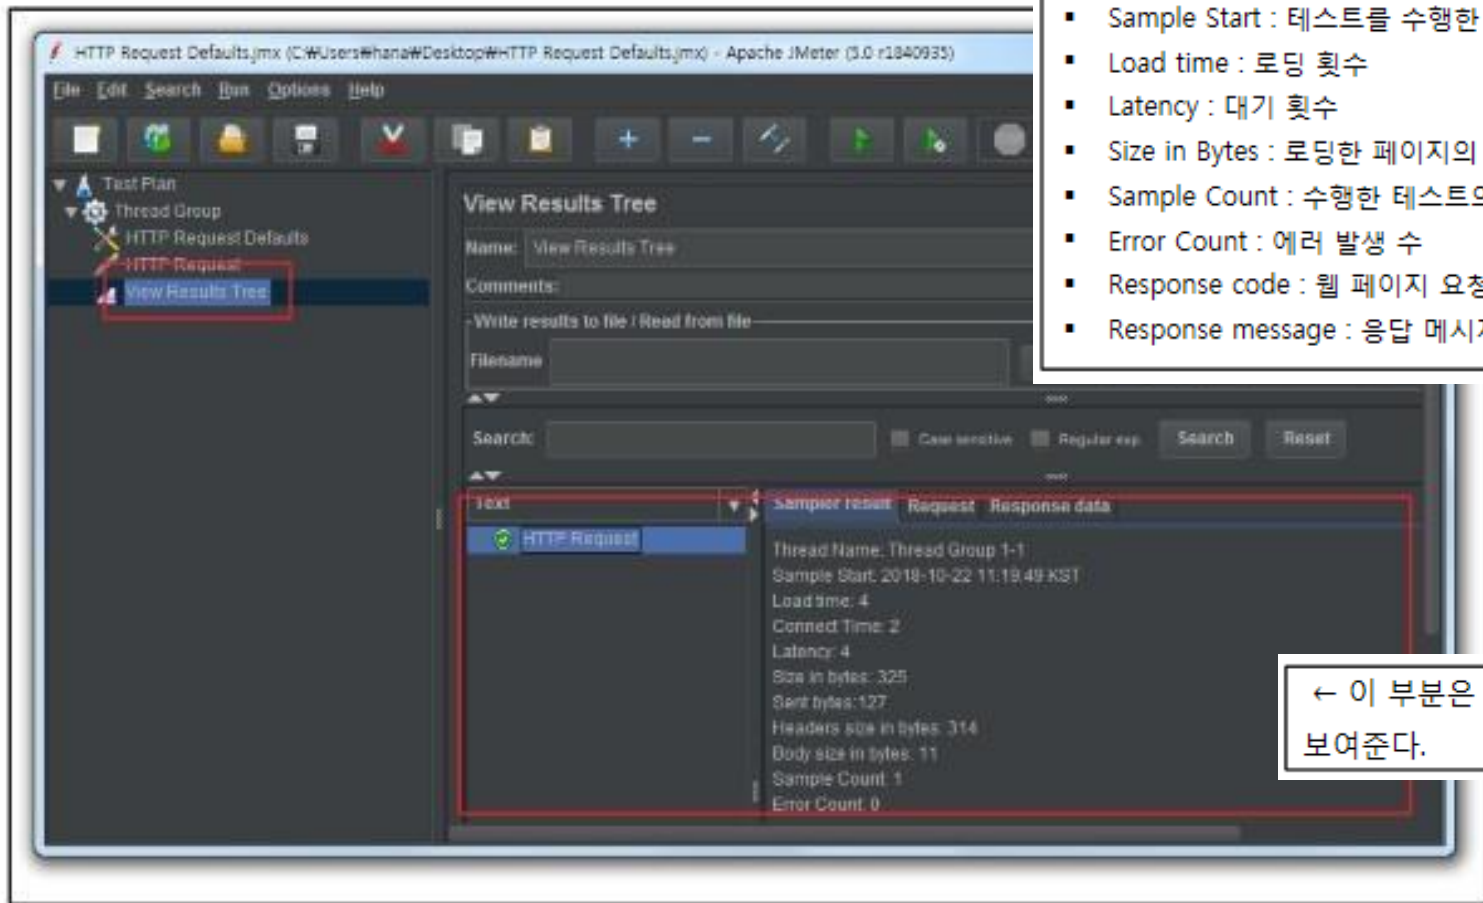 HTTP Request Defaults.jmx (C:₩Users₩hana₩Desktop₩HTTP Request Defaults.jmx) - Apache JMeter (5.0 r1840935)
File Edit Search Run Options Help
Test Plan
Thread Group
HTTP Request Defaults
HTTP Request
View Results Tree
View Results Tree
Name: View Results Tree
Comments:
Write results to file / Read from file
Filename
Search: Case sensitive Regular exp. Search Reset
Text
HTTP Request
Sampler result Request Response data
Thread Name: Thread Group 1-1
Sample Start: 2018-10-22 11:19:49 KST
Load time: 4
Connect Time: 2
Latency: 4
Size in bytes: 325
Sent bytes:127
Headers size in bytes: 314
Body size in bytes: 11
Sample Count: 1
Error Count: 0
▪ Sample Start : 테스트를 수행한
▪ Load time : 로딩 횟수
▪ Latency : 대기 횟수
▪ Size in Bytes : 로딩한 페이지의
▪ Sample Count : 수행한 테스트의
▪ Error Count : 에러 발생 수
▪ Response code : 웹 페이지 요청
▪ Response message : 응답 메시지
← 이 부분은
보여준다.